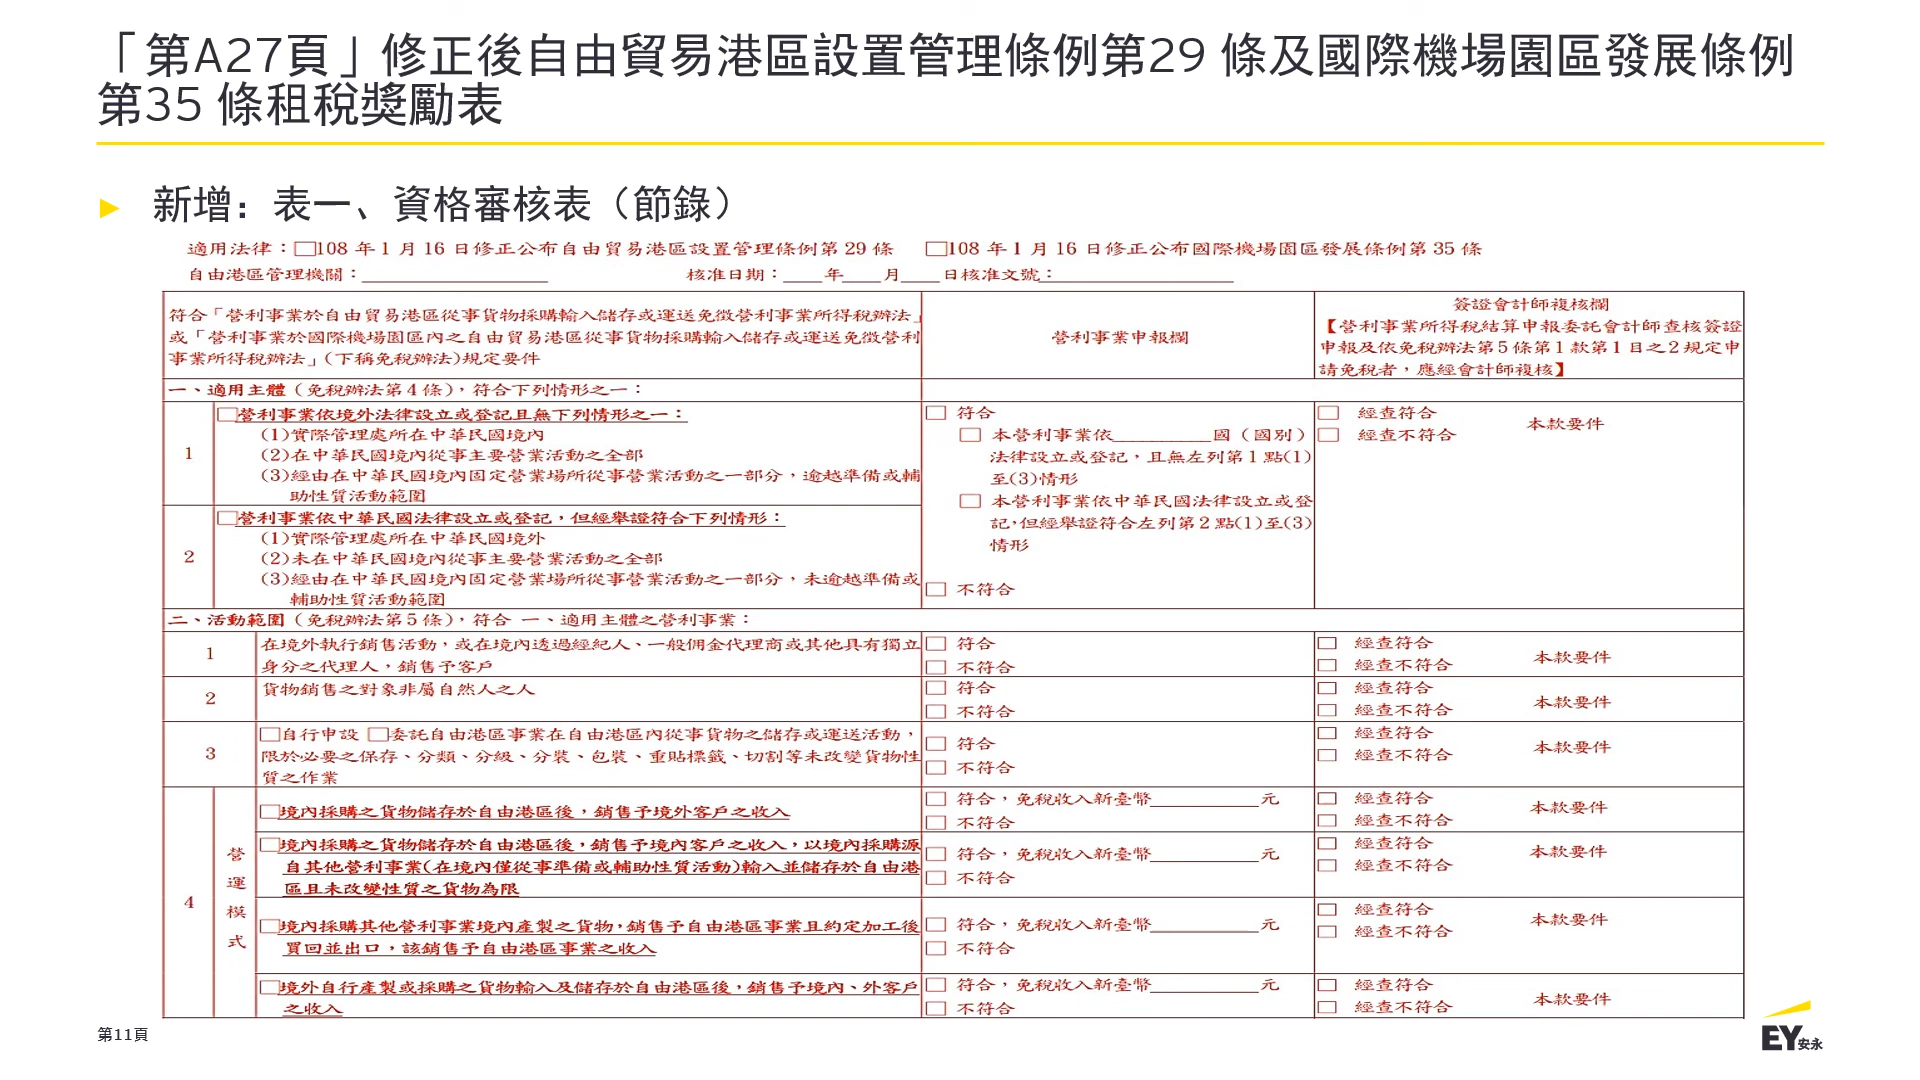 「第A27頁」修正後自由貿易港區設置管理條例第29 條及國際機場園區發展條例
第35 條租稅獎勵表
► 新增：表一、資格審核表（節錄）
適用法律：□108 年 1 月 16 日修正公布自由貿易港區設置管理條例第 29 條 □108 年 1 月 16 日修正公布國際機場園區發展條例第 35 條
自由港區管理機關：________ 核准日期：____年____月____日核准文號：________
符合「營利事業於自由貿易港區從事貨物採購輸入儲存或運送免徵營利事業所得稅辦法」
或「營利事業於國際機場園區內之自由貿易港區從事貨物採購輸入儲存或運送免徵營利
事業所得稅辦法」（下稱免稅辦法)規定要件
營利事業申報欄
簽證會計師複核欄
【營利事業所得稅結算申報委託會計師查核簽證
申報及依免稅辦法第 5 條第 1 款第 1 目之 2 規定申
請免稅者，應經會計師複核】
一、適用主體（免稅辦法第 4 條），符合下列情形之一：
1
□營利事業依境外法律設立或登記且無下列情形之一：
(1)實際管理處所在中華民國境內
(2)在中華民國境內從事主要營業活動之全部
(3)經由在中華民國境內固定營業場所從事營業活動之一部分，逾越準備或輔
助性質活動範圍
2
□營利事業依中華民國法律設立或登記，但經舉證符合下列情形：
(1)實際管理處所在中華民國境外
(2)未在中華民國境內從事主要營業活動之全部
(3)經由在中華民國境內固定營業場所從事營業活動之一部分，未逾越準備或
輔助性質活動範圍
□ 符合
□ 本營利事業依________國（國別）
法律設立或登記，且無左列第 1 點(1)
至(3)情形
□ 本營利事業依中華民國法律設立或登
記，但經舉證符合左列第 2 點(1)至(3)
情形
□ 不符合
□ 經查符合
□ 經查不符合
本款要件
二、活動範圍（免稅辦法第 5 條），符合 一、適用主體之營利事業：
1
在境外執行銷售活動，或在境內透過經紀人、一般佣金代理商或其他具有獨立
身分之代理人，銷售予客戶
□ 符合
□ 不符合
□ 經查符合
□ 經查不符合
本款要件
2
貨物銷售之對象非屬自然人之人
□ 符合
□ 不符合
□ 經查符合
□ 經查不符合
本款要件
3
□自行申設 □委託自由港區事業在自由港區內從事貨物之儲存或運送活動，
限於必要之保存、分類、分級、分裝、包裝、重貼標籤、切割等未改變貨物性
質之作業
□ 符合
□ 不符合
□ 經查符合
□ 經查不符合
本款要件
4
營
運
模
式
□境內採購之貨物儲存於自由港區後，銷售予境外客戶之收入
□ 符合，免稅收入新臺幣________元
□ 不符合
□ 經查符合
□ 經查不符合
本款要件
□境內採購之貨物儲存於自由港區後，銷售予境內客戶之收入，以境內採購源
自其他營利事業(在境內僅從事準備或輔助性質活動)輸入並儲存於自由港
區且未改變性質之貨物為限
□ 符合，免稅收入新臺幣________元
□ 不符合
□ 經查符合
□ 經查不符合
本款要件
□境內採購其他營利事業境內產製之貨物，銷售予自由港區事業且約定加工後
買回並出口，該銷售予自由港區事業之收入
□ 符合，免稅收入新臺幣________元
□ 不符合
□ 經查符合
□ 經查不符合
本款要件
□境外自行產製或採購之貨物輸入及儲存於自由港區後，銷售予境內、外客戶
之收入
□ 符合，免稅收入新臺幣________元
□ 不符合
□ 經查符合
□ 經查不符合
本款要件
第11頁
EY安永